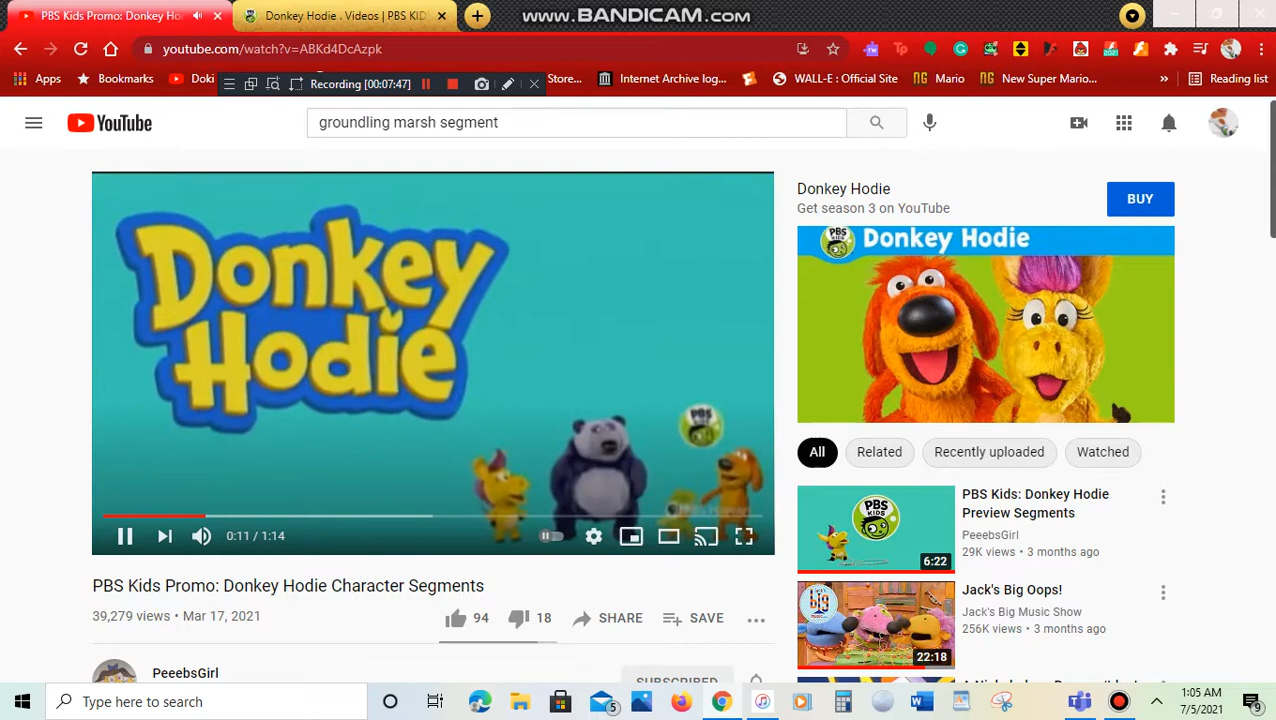 PBS Kids Promo: Donkey Ho
Donkey Hodie . Videos | PBS KID
www.BANDICAM.com
youtube.com/watch?v=ABKd4DcAzpk
Apps
Bookmarks
Doki
Recording [00:07:47]
Store...
Internet Archive log...
WALL-E : Official Site
Mario
New Super Mario...
»
Reading list
YouTube
groundling marsh segment
Donkey Hodie
PBS KIDS
0:11 / 1:14
PBS Kids Promo: Donkey Hodie Character Segments
39,279 views • Mar 17, 2021
94
18
SHARE
SAVE
PeeebsGirl
SUBSCRIBED
Donkey Hodie
Get season 3 on YouTube
BUY
PBS KIDS
Donkey Hodie
All
Related
Recently uploaded
Watched
PBS KIDS
6:22
PBS Kids: Donkey Hodie
Preview Segments
PeeebsGirl
29K views • 3 months ago
22:18
Jack's Big Oops!
Jack's Big Music Show
256K views • 3 months ago
Type here to search
5
1:05 AM
7/5/2021
9